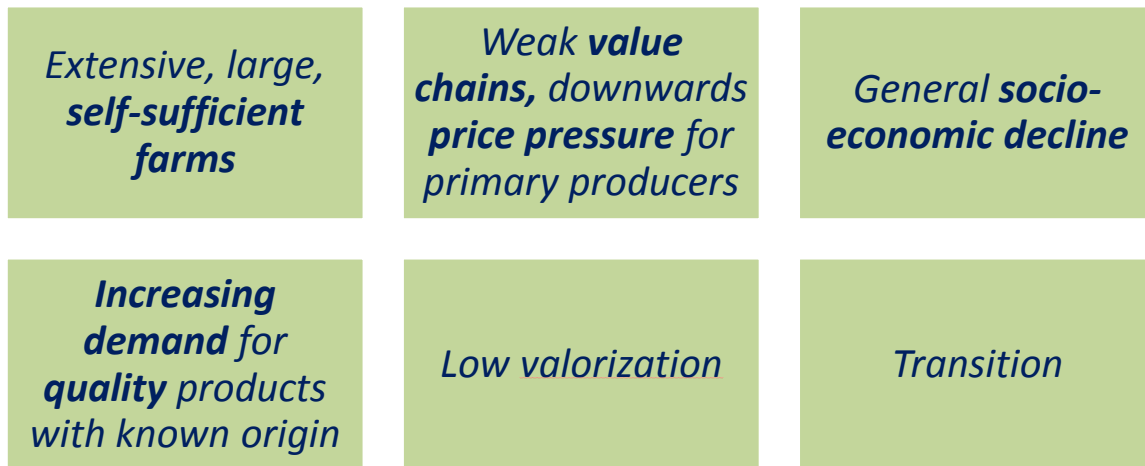 Extensive, large,
self-sufficient
farms
Weak value
chains, downwards
price pressure for
primary producers
General socio-
economic decline
Increasing
demand for
quality products
with known origin
Low valorization
Transition